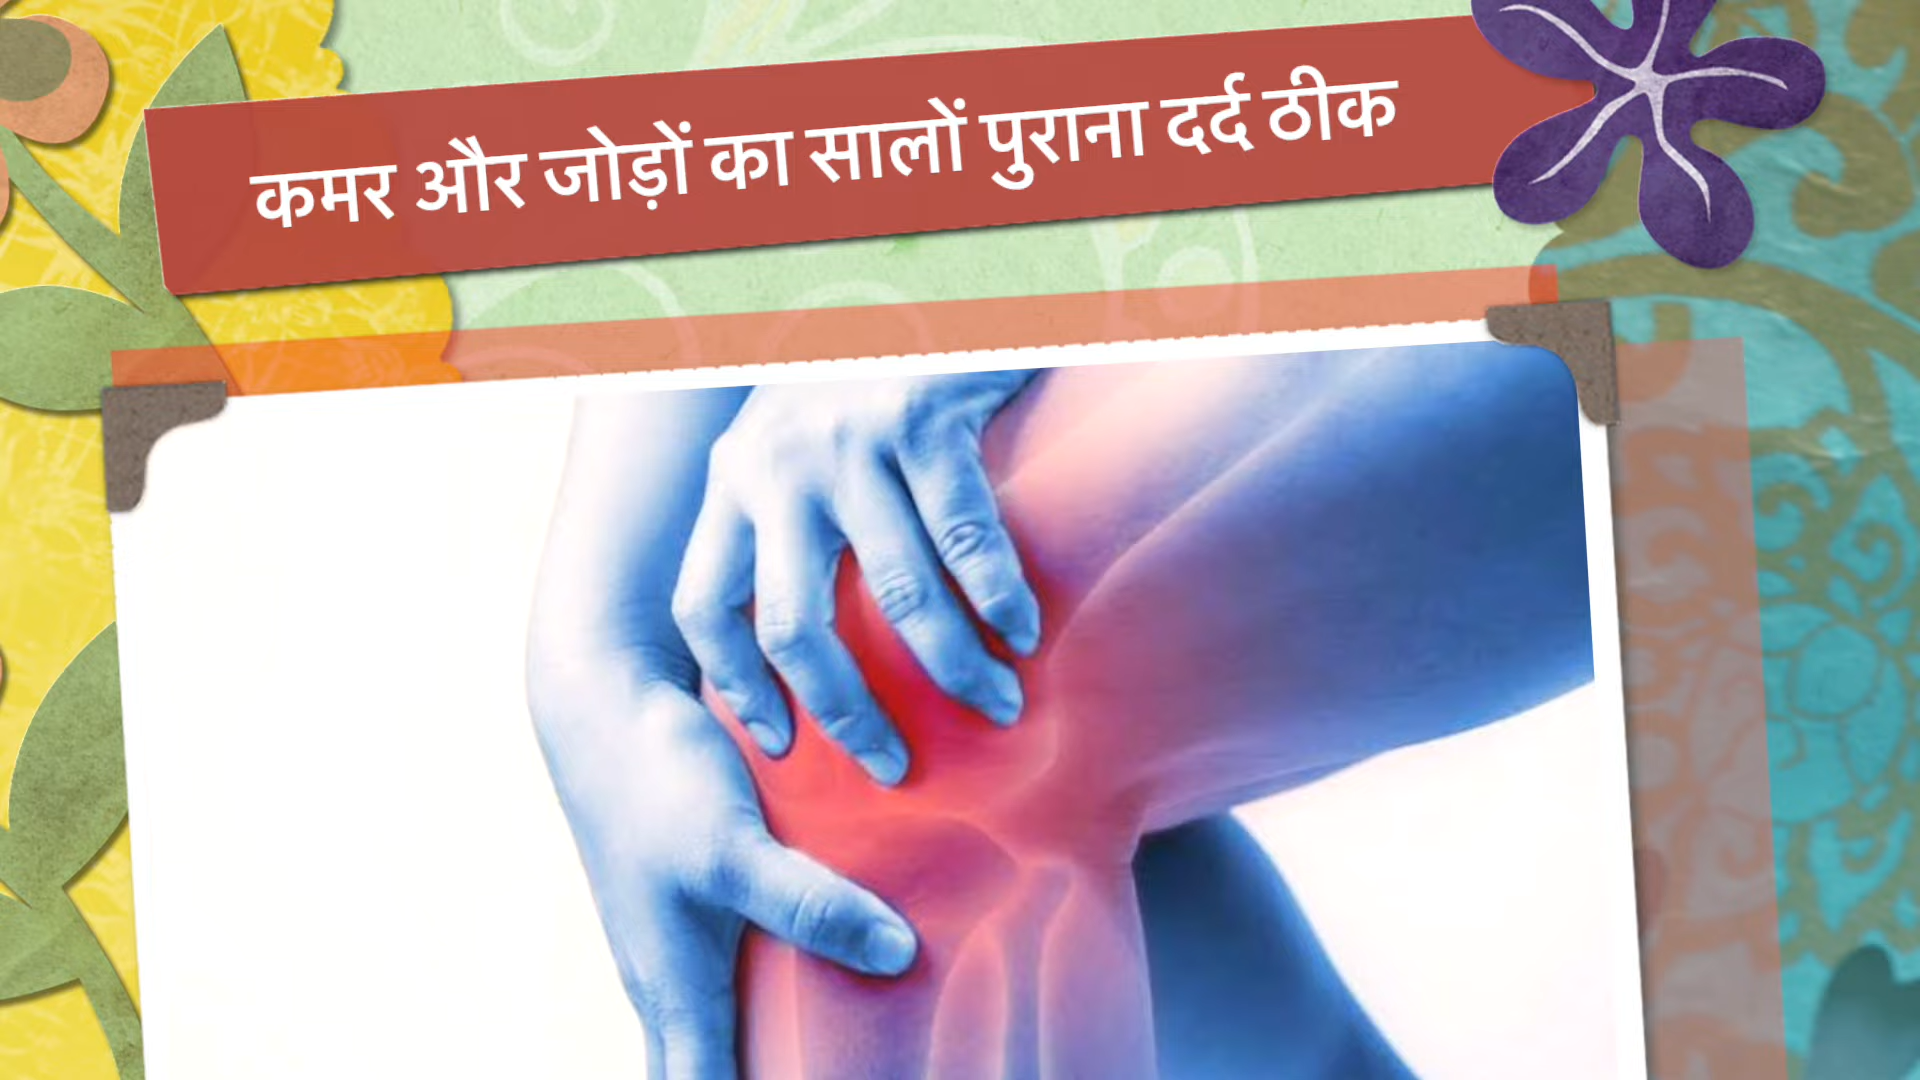 कमर और जोड़ों का सालों पुराना दर्द ठीक